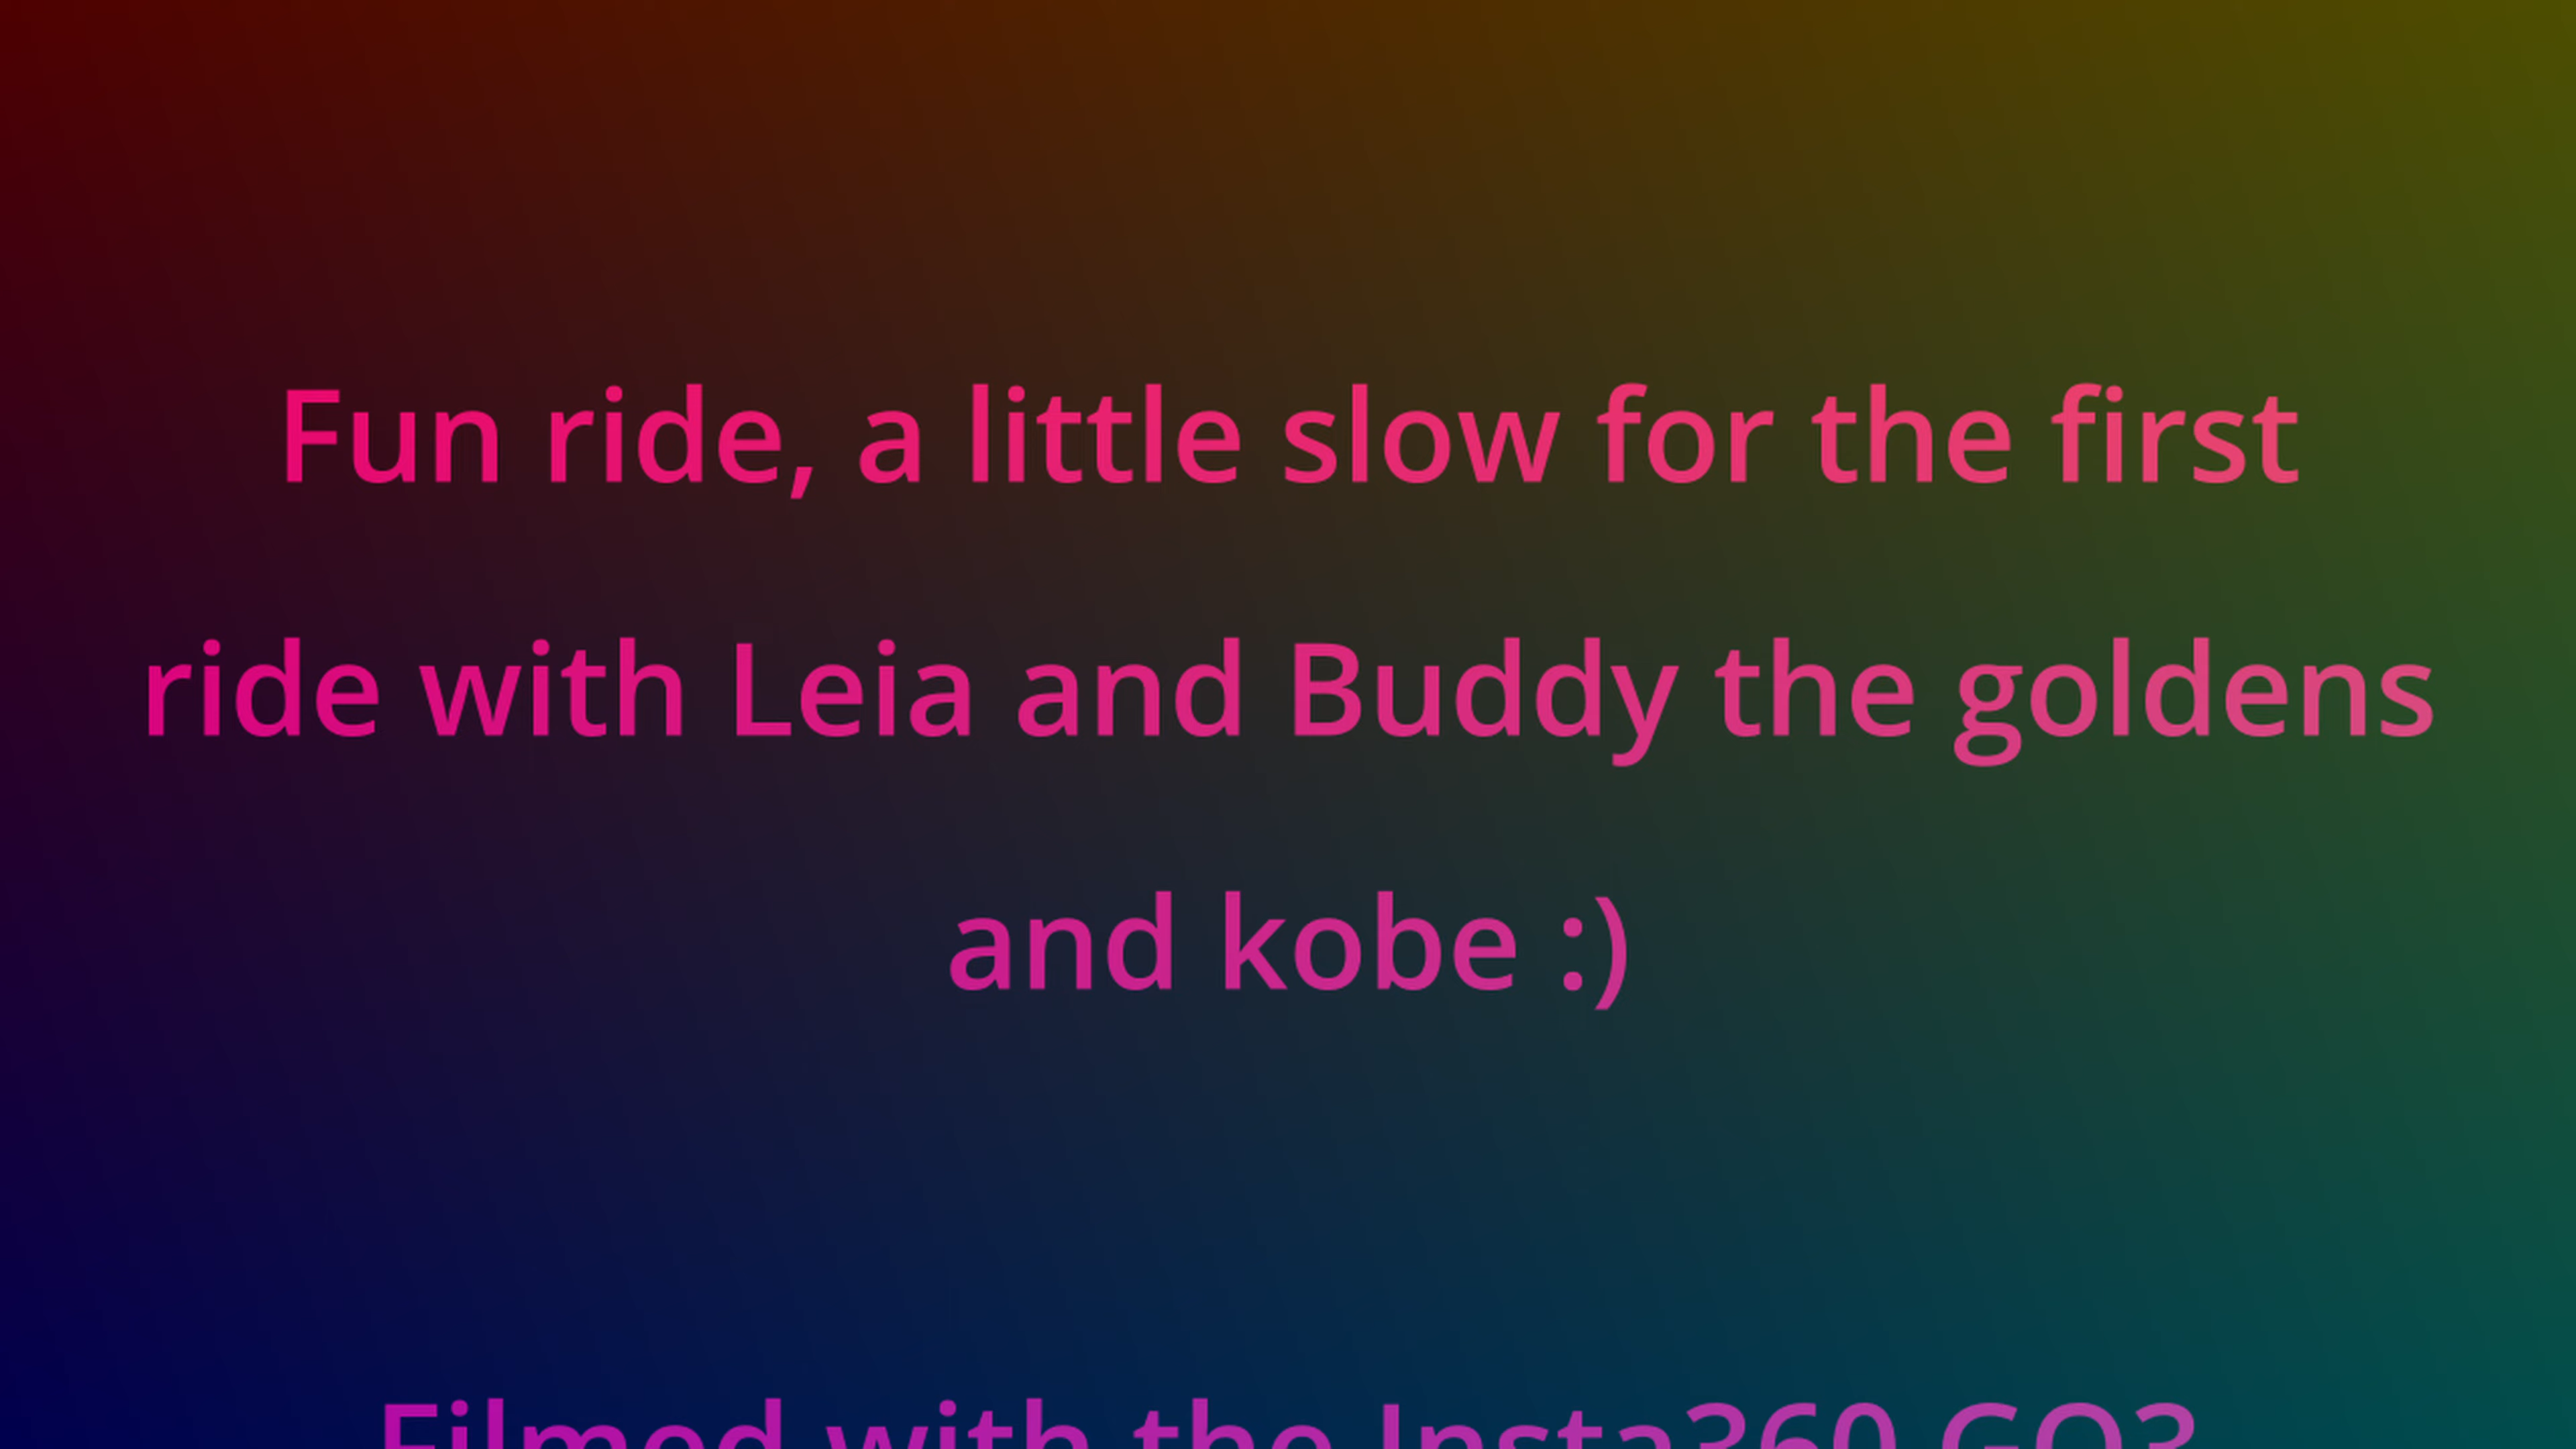 Fun ride, a little slow for the first
ride with Leia and Buddy the goldens
and kobe :)
Filmed with the Insta360 GO3